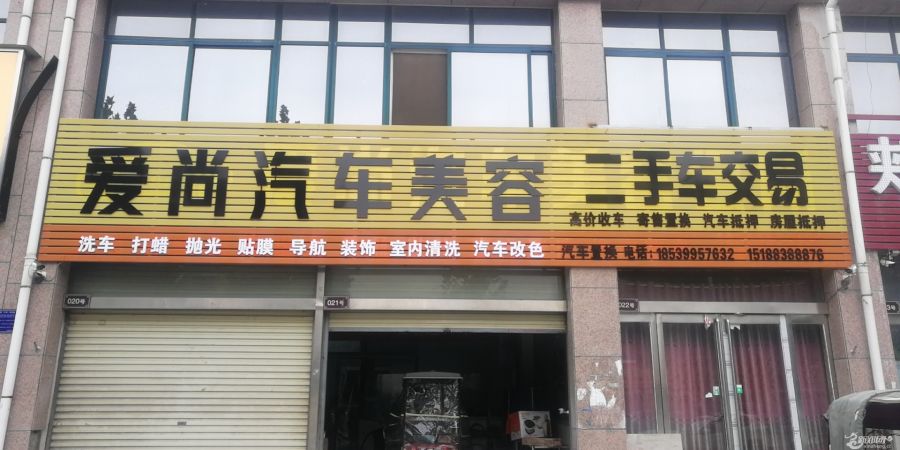 爱尚汽车美容 二手车交易
高价收车 寄售置换 汽车抵押 房屋抵押
洗车 打蜡 抛光 贴膜 导航 装饰 室内清洗 汽车改色
汽车置换 电话：18539957632 15188388876
020号
021号
022号